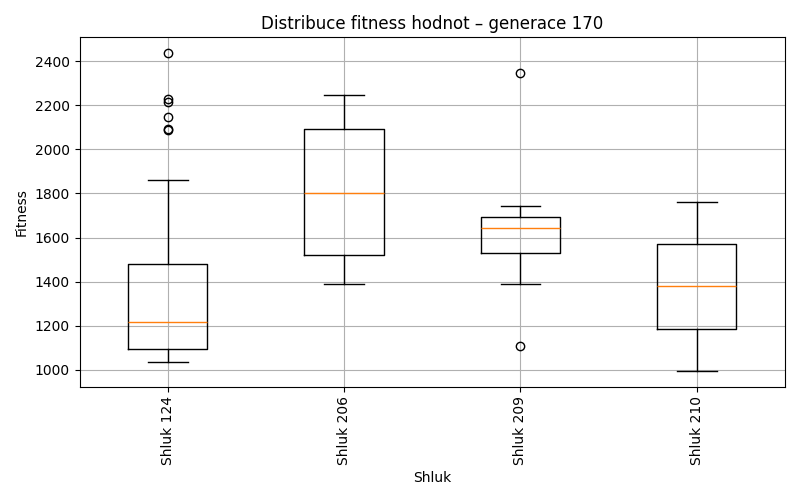 Distribuce fitness hodnot – generace 170
Fitness
2400
2200
2000
1800
1600
1400
1200
1000
Shluk 124
Shluk 206
Shluk 209
Shluk 210
Shluk